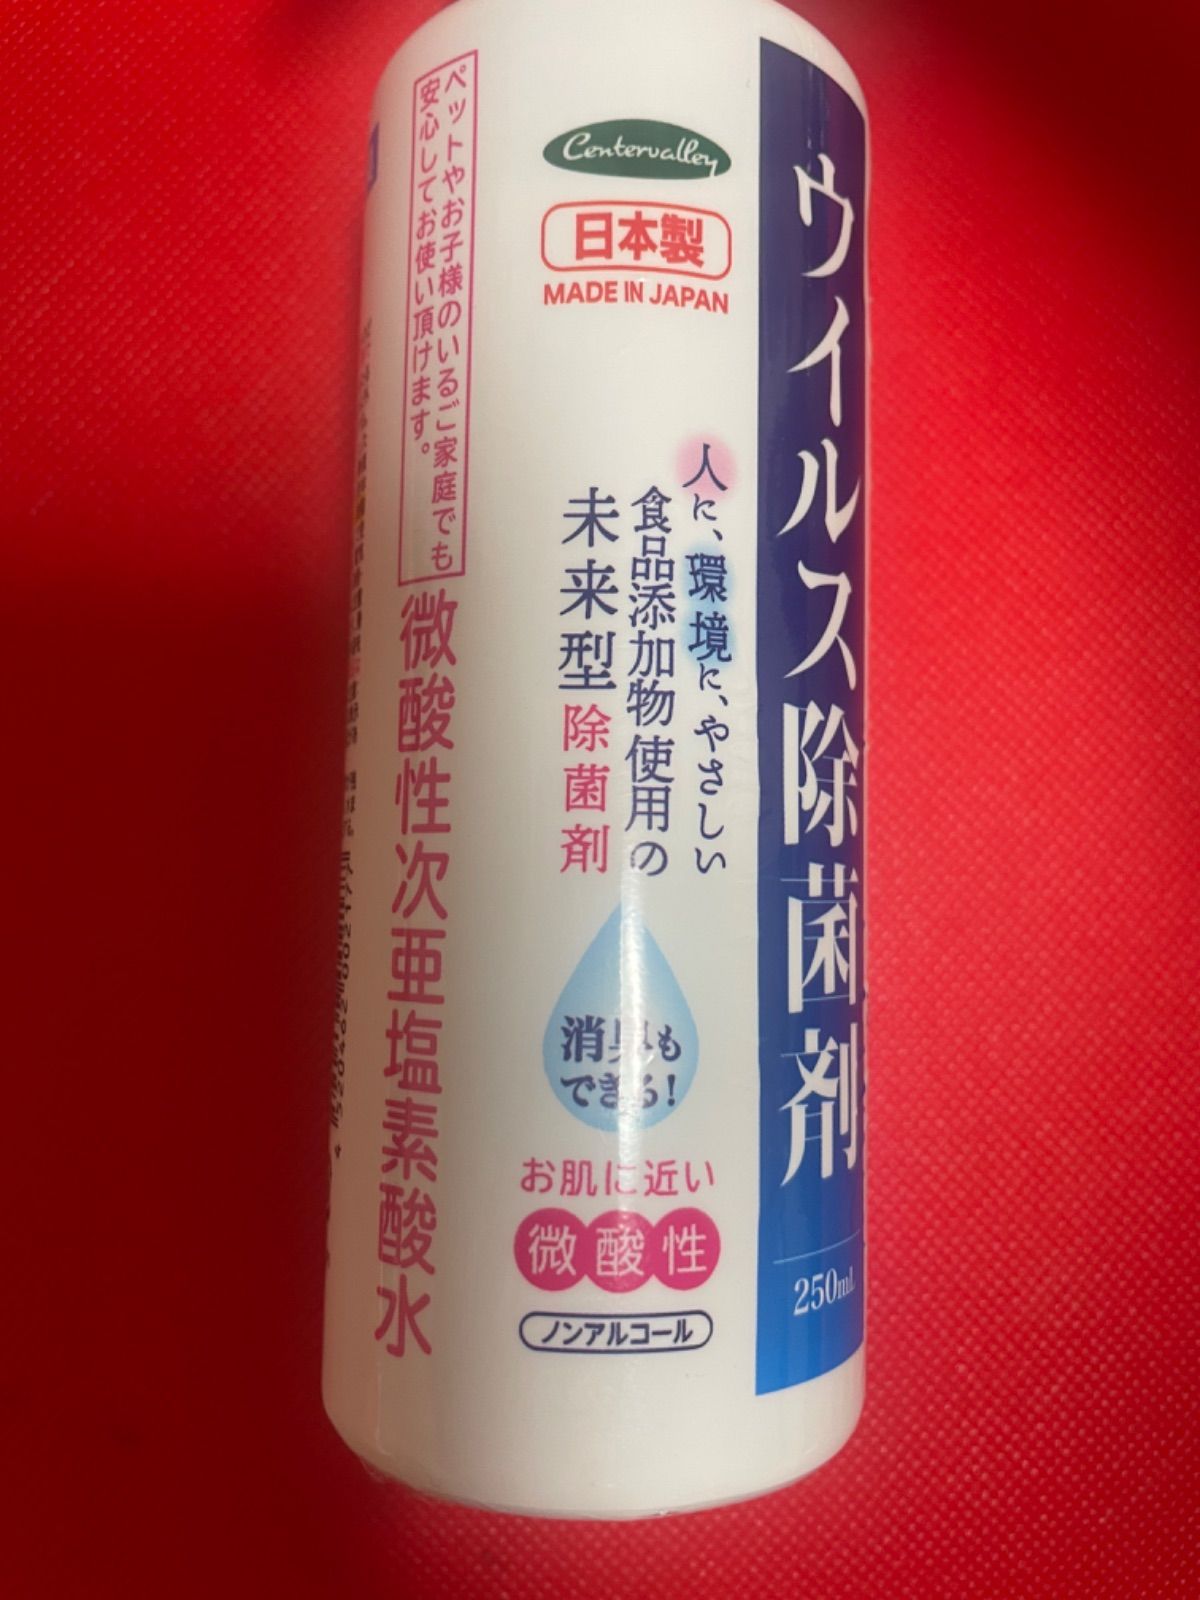 Centervalley
日本製
MADE IN JAPAN
ウイルス除菌剤
250mL
人に、環境に、やさしい
食品添加物使用の
未来型除菌剤
消臭も
できる!
お肌に近い
微酸性
ノンアルコール
ペットやお子様のいるご家庭でも
安心してお使い頂けます。
微酸性次亜塩素酸水